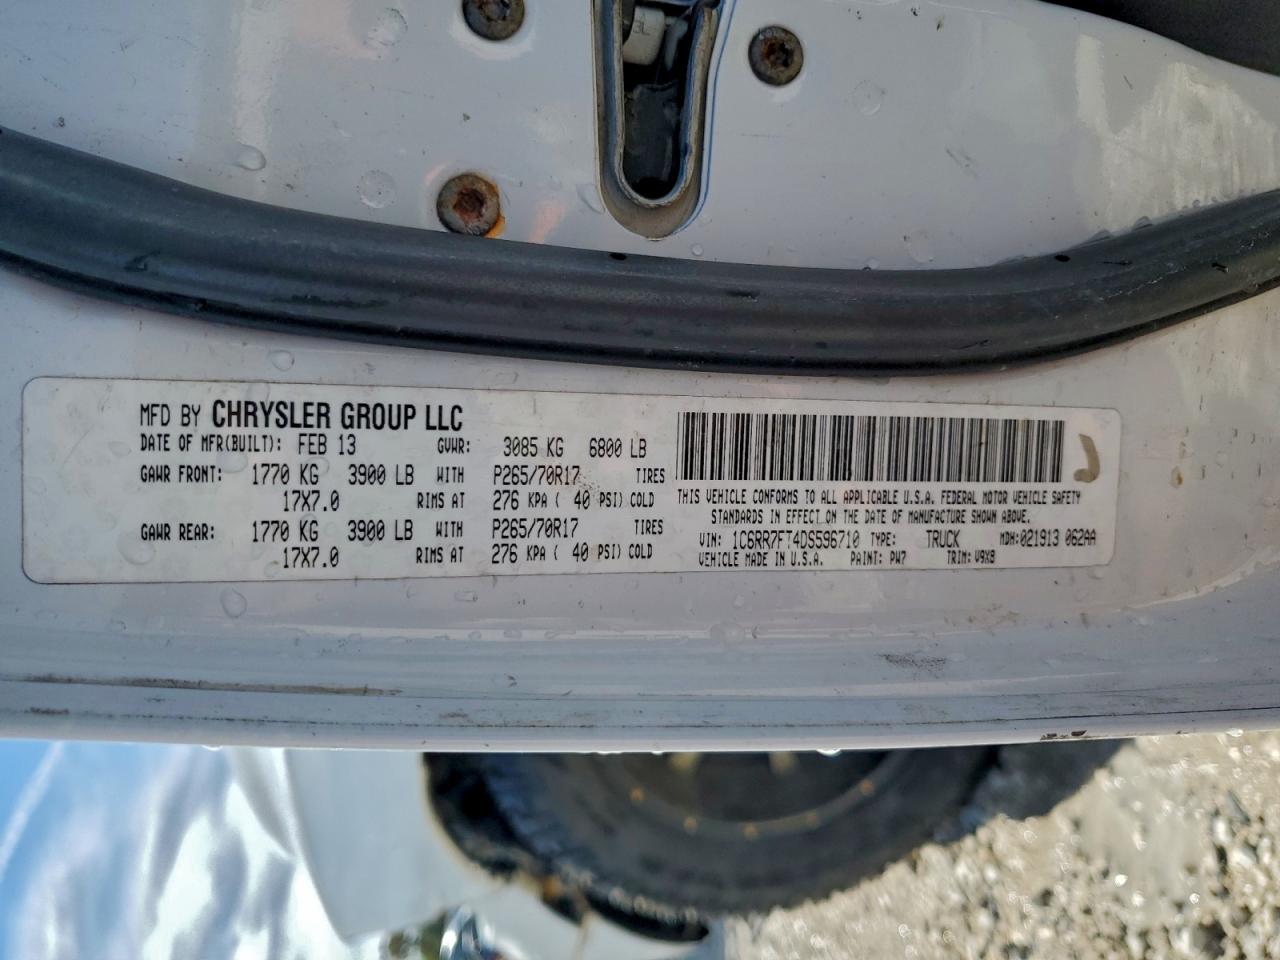 MFD BY CHRYSLER GROUP LLC
DATE OF MFR(BUILT): FEB 13 GVWR: 3085 KG 6800 LB
GAWR FRONT: 1770 KG 3900 LB WITH P265/70R17 TIRES
17X7.0 RIMS AT 276 KPA ( 40 PSI) COLD
GAWR REAR: 1770 KG 3900 LB WITH P265/70R17 TIRES
17X7.0 RIMS AT 276 KPA ( 40 PSI) COLD
THIS VEHICLE CONFORMS TO ALL APPLICABLE U.S.A. FEDERAL MOTOR VEHICLE SAFETY
STANDARDS IN EFFECT ON THE DATE OF MANUFACTURE SHOWN ABOVE.
VIN: 1C6RR7FT4DS596710 TYPE: TRUCK MDH:021913 062AA
VEHICLE MADE IN U.S.A. PAINT: PW7 TRIM: V9X8